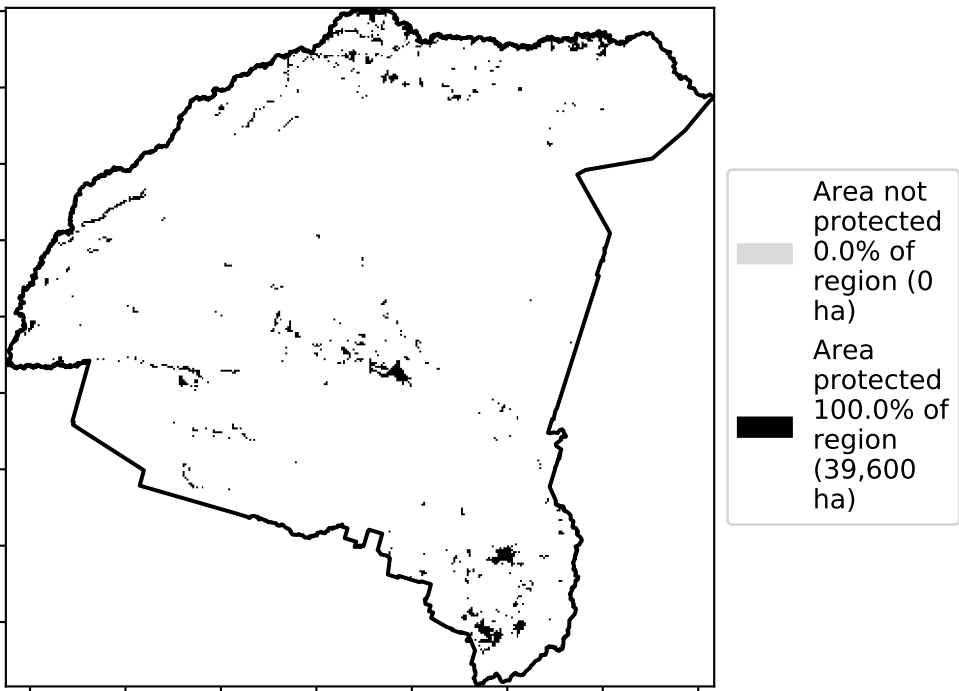 Area not
protected
0.0% of
region (0
ha)
Area
protected
100.0% of
region
(39,600
ha)